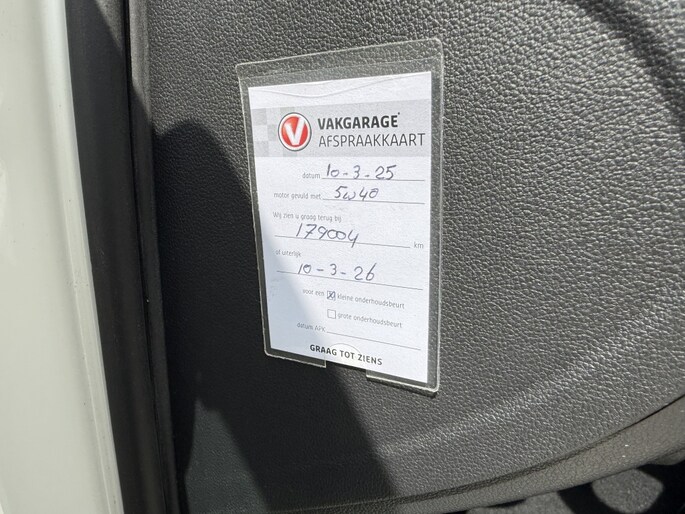 V VAKGARAGE
AFSPRAAKKAART
datum 10-3-25
motor gevuld met 5w40
Wij zien u graag terug bij
179004 km
of uiterlijk
10-3-26
voor een ☒ kleine onderhoudsbeurt
☐ grote onderhoudsbeurt
datum APK
GRAAG TOT ZIENS